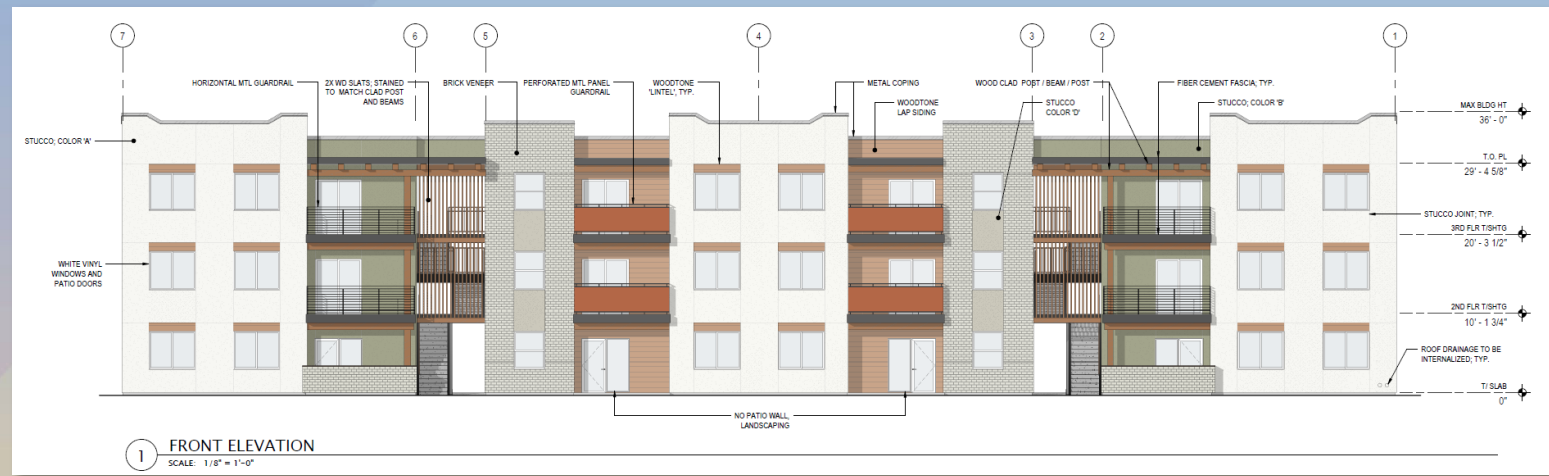 7
6
5
4
3
2
1
HORIZONTAL MTL GUARDRAIL
2X WD SLATS; STAINED
TO MATCH CLAD POST
AND BEAMS
BRICK VENEER
PERFORATED MTL PANEL
GUARDRAIL
WOODTONE
'LINTEL', TYP.
METAL COPING
WOODTONE
LAP SIDING
STUCCO
COLOR 'D'
WOOD CLAD POST / BEAM / POST
FIBER CEMENT FASCIA; TYP.
STUCCO; COLOR 'B'
MAX BLDG HT
36' - 0"
STUCCO; COLOR 'A'
T.O. PL
29' - 4 5/8"
STUCCO JOINT; TYP.
3RD FLR T/SHTG
20' - 3 1/2"
WHITE VINYL
WINDOWS AND
PATIO DOORS
2ND FLR T/SHTG
10' - 1 3/4"
ROOF DRAINAGE TO BE
INTERNALIZED; TYP.
T/ SLAB
0"
NO PATIO WALL,
LANDSCAPING
1
FRONT ELEVATION
SCALE: 1/8" = 1'-0"